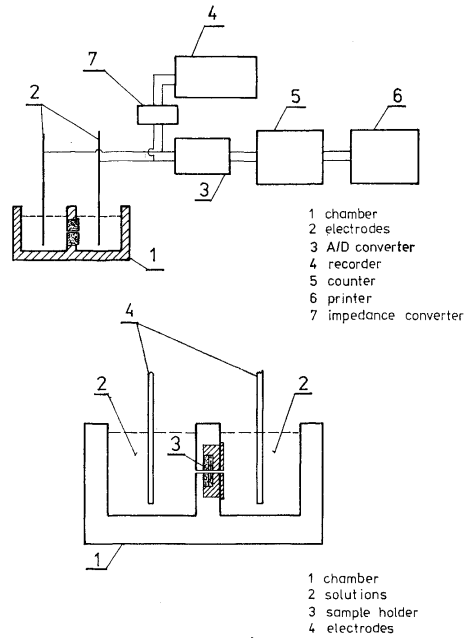 4
7
2
5
6
3
1
1 chamber
2 electrodes
3 A/D converter
4 recorder
5 counter
6 printer
7 impedance converter
4
2
2
3
1
1 chamber
2 solutions
3 sample holder
4 electrodes